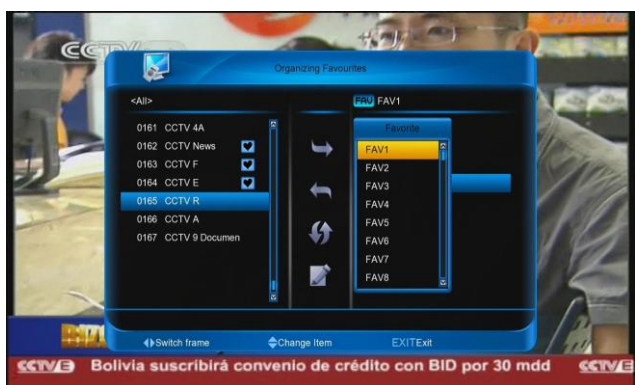 CCTV
Organizing Favourites
<All>
FAV FAV1
0161 CCTV 4A
0162 CCTV News
0163 CCTV F
0164 CCTV E
0165 CCTV R
0166 CCTV A
0167 CCTV 9 Documen
Favorite
FAV1
FAV2
FAV3
FAV4
FAV5
FAV6
FAV7
FAV8
Switch frame
Change Item
EXITExit
CCTV E Bolivia suscribirá convenio de crédito con BID por 30 mdd CCTV E